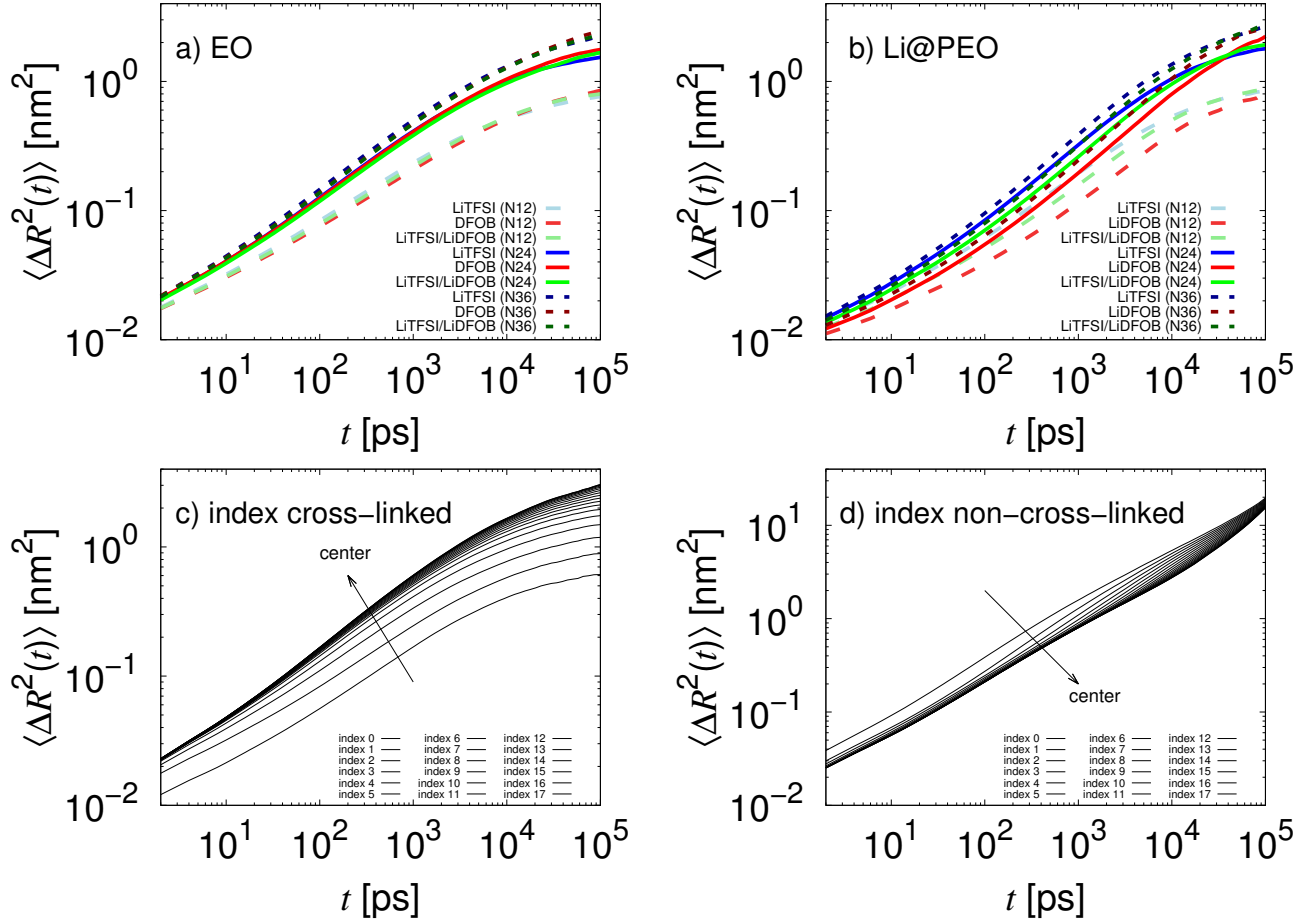 a) EO
⟨ΔR²(t)⟩ [nm²]
10⁰
10⁻¹
10⁻²
LiTFSI (N12)
DFOB (N12)
LiTFSI/LiDFOB (N12)
LiTFSI (N24)
DFOB (N24)
LiTFSI/LiDFOB (N24)
LiTFSI (N36)
DFOB (N36)
LiTFSI/LiDFOB (N36)
10¹ 10² 10³ 10⁴ 10⁵
t [ps]
b) Li@PEO
⟨ΔR²(t)⟩ [nm²]
10⁰
10⁻¹
10⁻²
LiTFSI (N12)
DFOB (N12)
LiTFSI/LiDFOB (N12)
LiTFSI (N24)
LiDFOB (N24)
LiTFSI/LiDFOB (N24)
LiTFSI (N36)
DFOB (N36)
LiTFSI/LiDFOB (N36)
10¹ 10² 10³ 10⁴ 10⁵
t [ps]
c) index cross−linked
center
⟨ΔR²(t)⟩ [nm²]
10⁰
10⁻¹
10⁻²
index 0 index 6 index 12
index 1 index 7 index 13
index 2 index 8 index 14
index 3 index 9 index 15
index 4 index 10 index 16
index 5 index 11 index 17
10¹ 10² 10³ 10⁴ 10⁵
t [ps]
d) index non−cross−linked
⟨ΔR²(t)⟩ [nm²]
10¹
10⁰
10⁻¹
10⁻²
center
index 0 index 6 index 12
index 1 index 7 index 13
index 2 index 8 index 14
index 3 index 9 index 15
index 4 index 10 index 16
index 5 index 11 index 17
10¹ 10² 10³ 10⁴ 10⁵
t [ps]